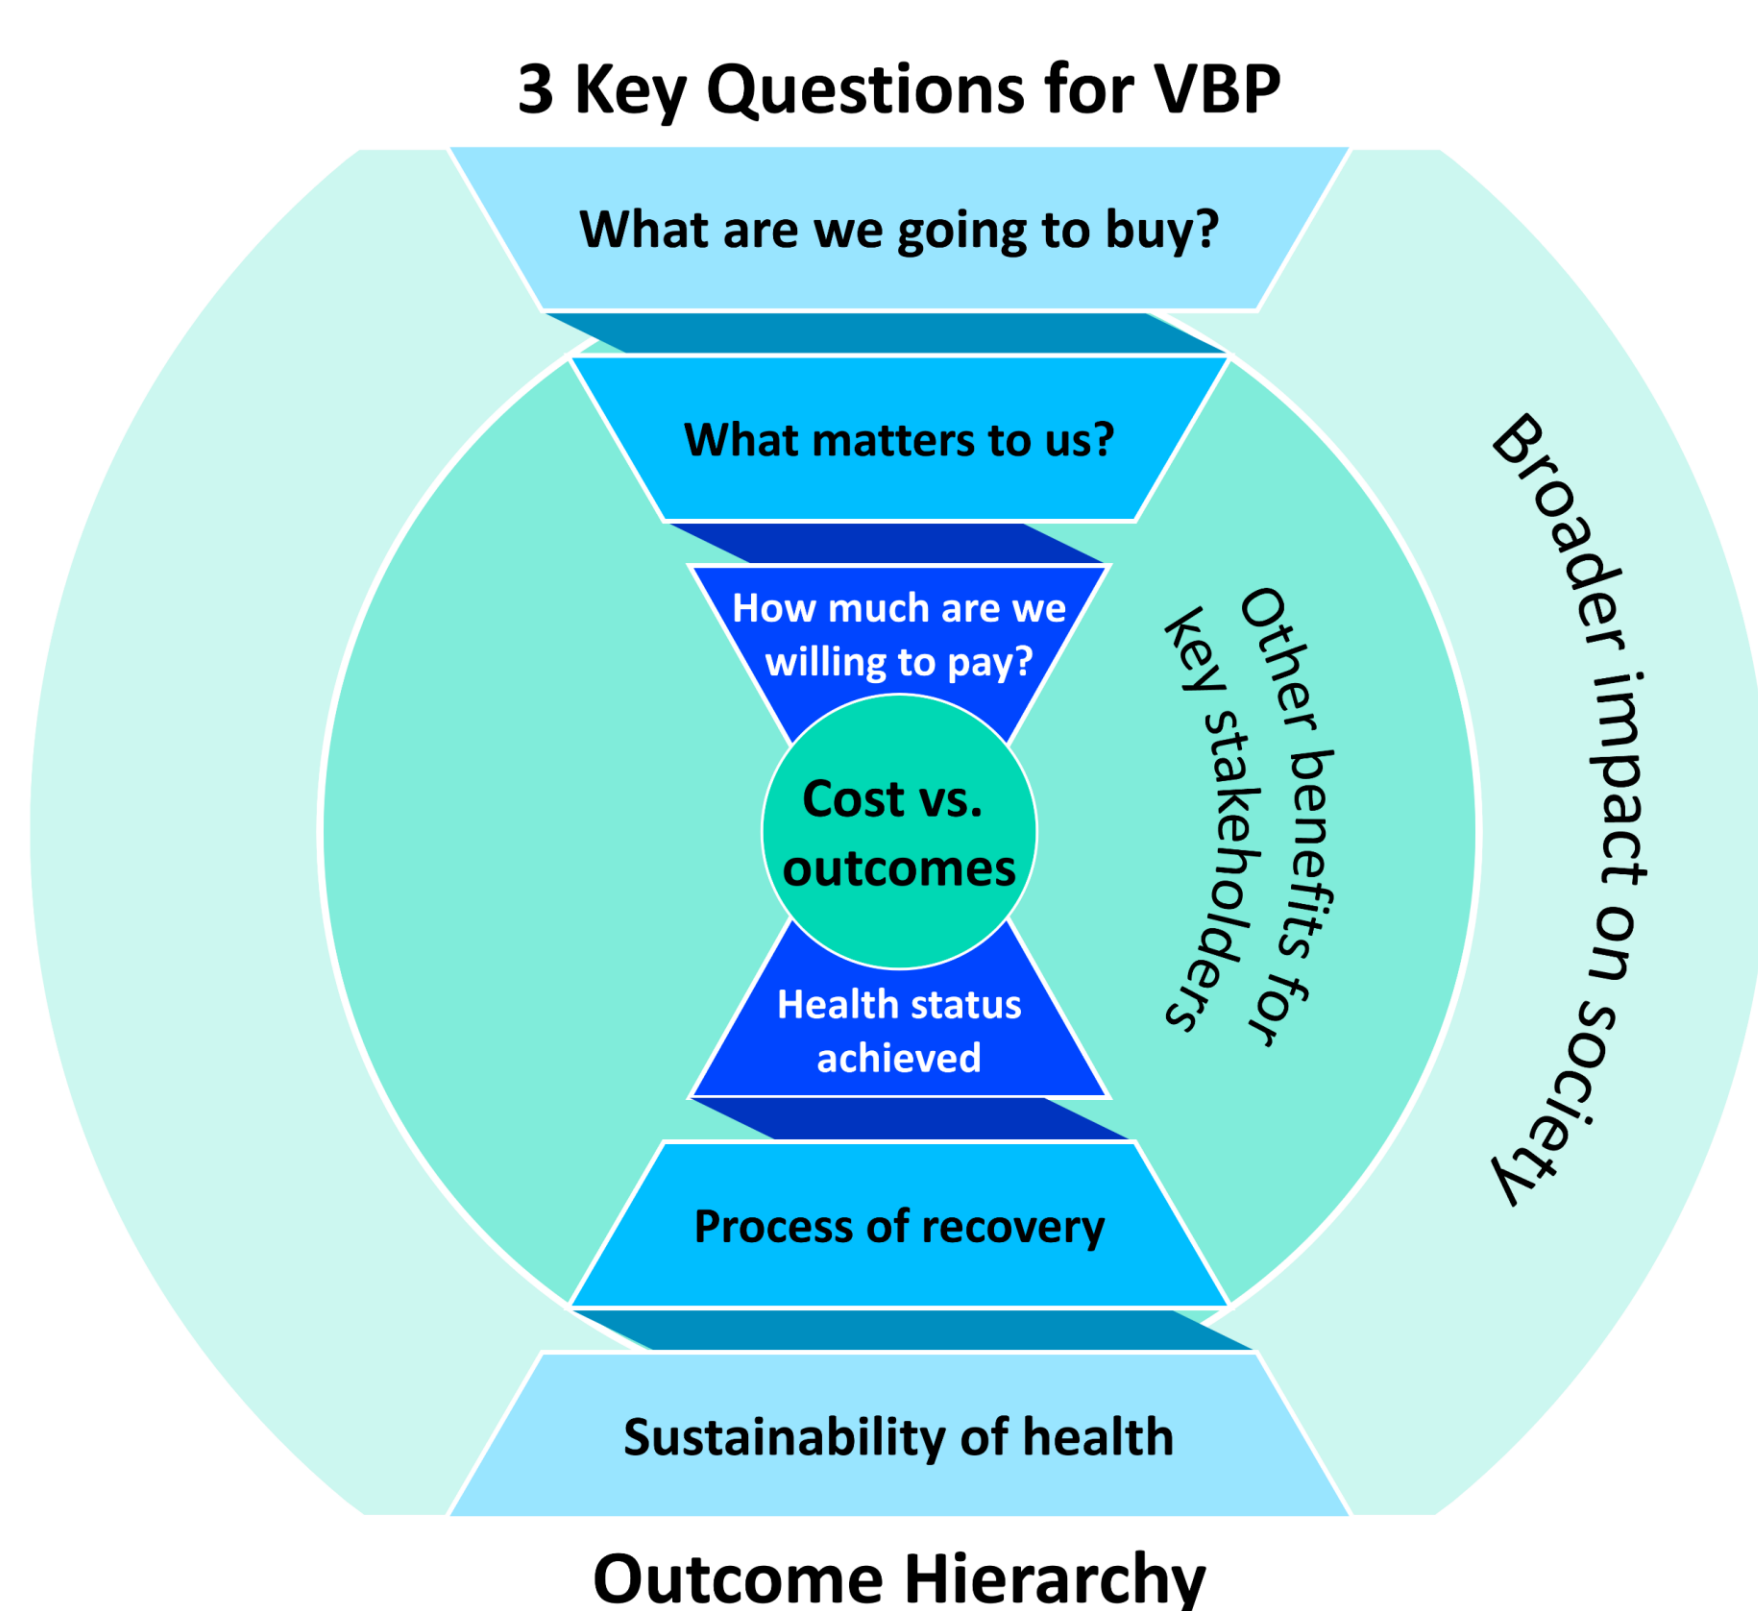 3 Key Questions for VBP
What are we going to buy?
What matters to us?
How much are we
willing to pay?
Cost vs.
outcomes
Health status
achieved
Process of recovery
Sustainability of health
Outcome Hierarchy
Other benefits for
key stakeholders
Broader impact on society